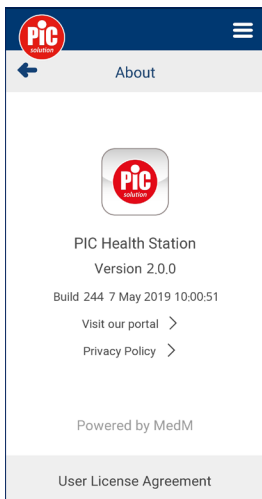 PiC
solution
About
PiC
solution
PIC Health Station
Version 2.0.0
Build 244 7 May 2019 10:00:51
Visit our portal
Privacy Policy
Powered by MedM
User License Agreement